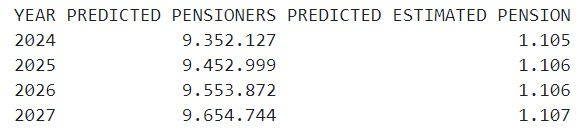 YEAR PREDICTED PENSIONERS PREDICTED ESTIMATED PENSION
2024 9.352.127 1.105
2025 9.452.999 1.106
2026 9.553.872 1.106
2027 9.654.744 1.107